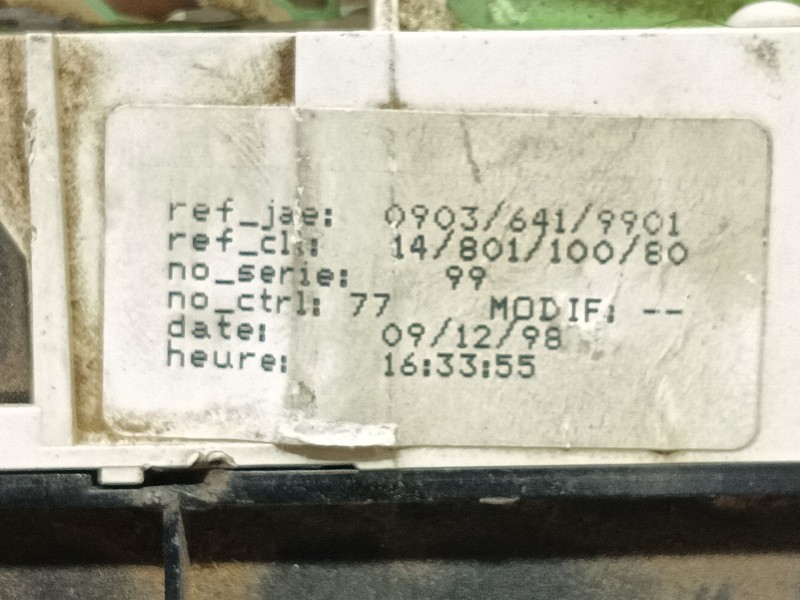 ref_jae: 0903/641/9901
ref_cl: 14/801/100/80
no_serie: 99
no_ctrl: 77 MODIF: --
date: 09/12/98
heure: 16:33:55